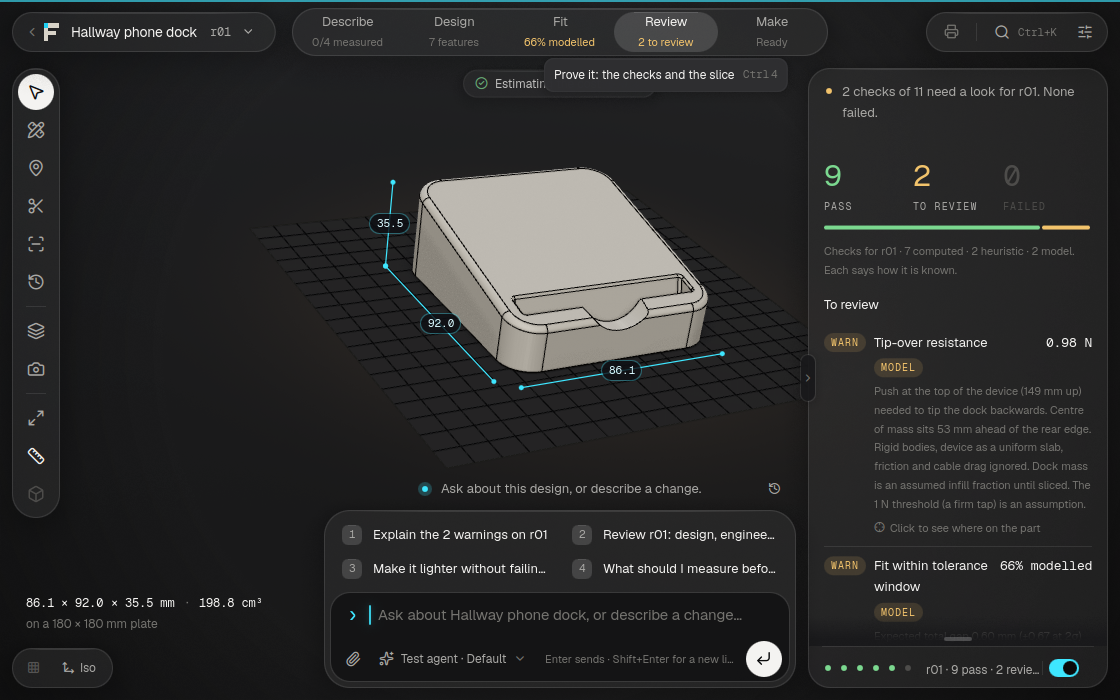 Hallway phone dock r01
Describe
0/4 measured
Design
7 features
Fit
66% modelled
Review
2 to review
Make
Ready
Ctrl+K
Prove it: the checks and the slice Ctrl 4
2 checks of 11 need a look for r01. None
failed.
9
PASS
2
TO REVIEW
0
FAILED
Checks for r01 · 7 computed · 2 heuristic · 2 model.
Each says how it is known.
To review
WARN Tip-over resistance 0.98 N
MODEL
Push at the top of the device (149 mm up)
needed to tip the dock backwards. Centre
of mass sits 53 mm ahead of the rear edge.
Rigid bodies, device as a uniform slab,
friction and cable drag ignored. Dock mass
is an assumed infill fraction until sliced. The
1 N threshold (a firm tap) is an assumption.
Click to see where on the part
WARN Fit within tolerance 66% modelled
window
MODEL
r01 · 9 pass · 2 revie…
35.5
92.0
86.1
Ask about this design, or describe a change.
1 Explain the 2 warnings on r01
2 Review r01: design, enginee…
3 Make it lighter without failin…
4 What should I measure befo…
Ask about Hallway phone dock, or describe a change…
Test agent · Default
Enter sends · Shift+Enter for a new li…
86.1 × 92.0 × 35.5 mm · 198.8 cm³
on a 180 × 180 mm plate
Iso